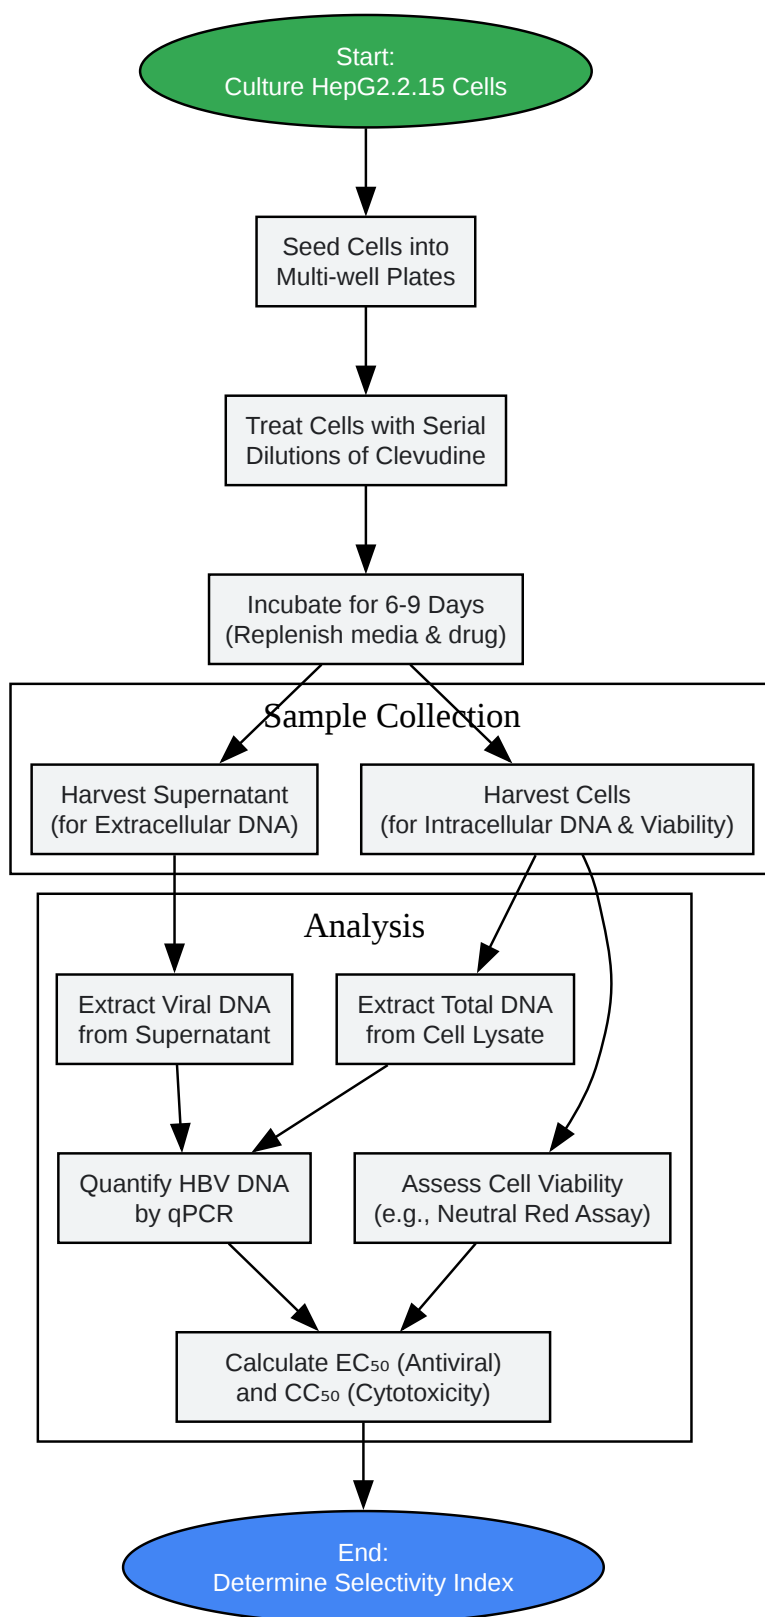 Start:
Culture HepG2.2.15 Cells
Seed Cells into
Multi-well Plates
Treat Cells with Serial
Dilutions of Clevudine
Incubate for 6-9 Days
(Replenish media & drug)
Sample Collection
Harvest Supernatant
(for Extracellular DNA)
Harvest Cells
(for Intracellular DNA & Viability)
Analysis
Extract Viral DNA
from Supernatant
Extract Total DNA
from Cell Lysate
Quantify HBV DNA
by qPCR
Assess Cell Viability
(e.g., Neutral Red Assay)
Calculate EC₅₀ (Antiviral)
and CC₅₀ (Cytotoxicity)
End:
Determine Selectivity Index